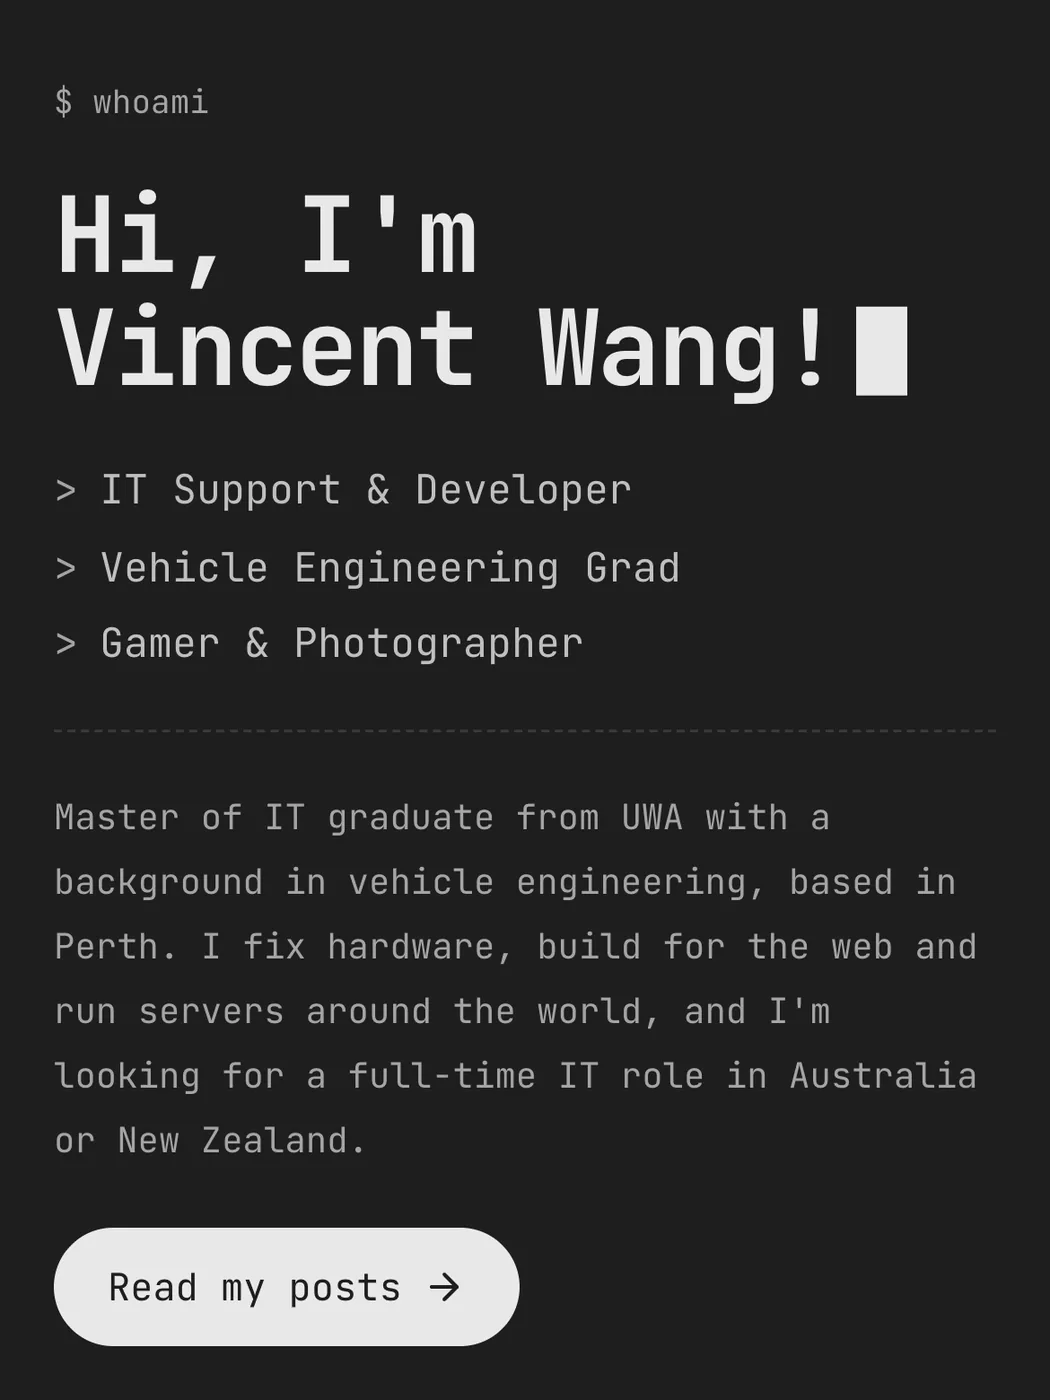 $ whoami
Hi, I'm
Vincent Wang!
> IT Support & Developer
> Vehicle Engineering Grad
> Gamer & Photographer
Master of IT graduate from UWA with a
background in vehicle engineering, based in
Perth. I fix hardware, build for the web and
run servers around the world, and I'm
looking for a full-time IT role in Australia
or New Zealand.
Read my posts →